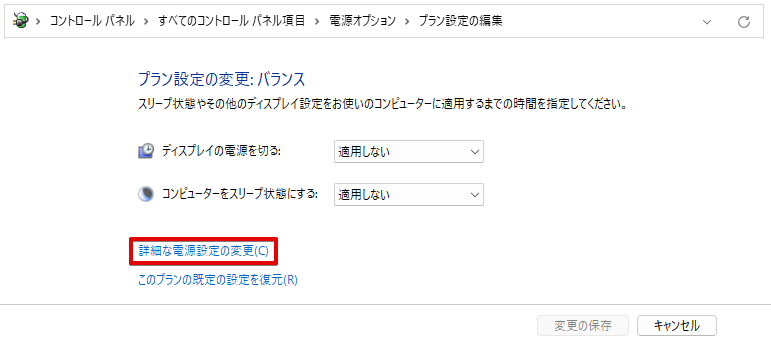 コントロール パネル > すべてのコントロール パネル項目 > 電源オプション > プラン設定の編集
プラン設定の変更: バランス
スリープ状態やその他のディスプレイ設定をお使いのコンピューターに適用するまでの時間を指定してください。
ディスプレイの電源を切る: 適用しない
コンピューターをスリープ状態にする: 適用しない
詳細な電源設定の変更(C)
このプランの既定の設定を復元(R)
変更の保存 キャンセル